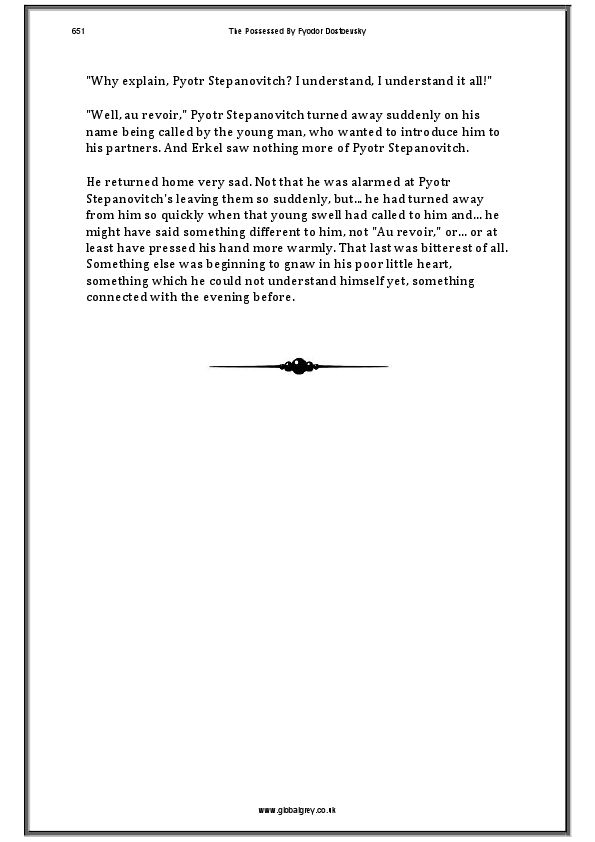 651
The Possessed By Fyodor Dostoevsky
"Why explain, Pyotr Stepanovitch? I understand, I understand it all!"
"Well, au revoir," Pyotr Stepanovitch turned away suddenly on his
name being called by the young man, who wanted to introduce him to
his partners. And Erkel saw nothing more of Pyotr Stepanovitch.
He returned home very sad. Not that he was alarmed at Pyotr
Stepanovitch's leaving them so suddenly, but... he had turned away
from him so quickly when that young swell had called to him and... he
might have said something different to him, not "Au revoir," or... or at
least have pressed his hand more warmly. That last was bitterest of all.
Something else was beginning to gnaw in his poor little heart,
something which he could not understand himself yet, something
connected with the evening before.
www.globalgrey.co.uk